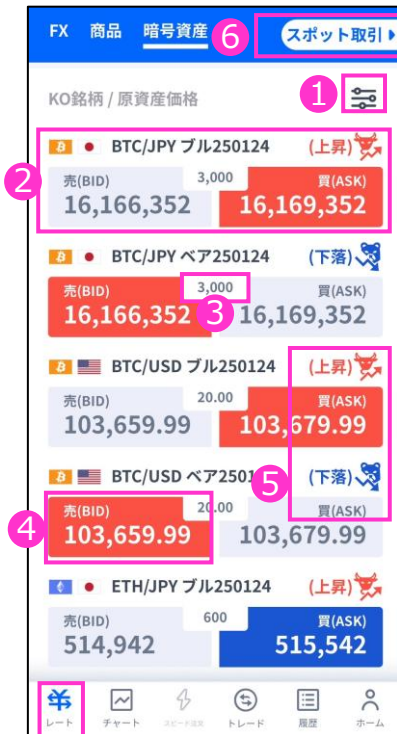 FX 商品 暗号資産 6 スポット取引
KO銘柄 / 原資産価格 1
BTC/JPY ブル250124 (上昇)
2
売(BID) 3,000 買(ASK)
16,166,352 16,169,352
BTC/JPY ベア250124 (下落)
売(BID) 3,000 買(ASK)
16,166,352 3 16,169,352
BTC/USD ブル250124 (上昇)
売(BID) 20.00 買(ASK)
103,659.99 103,679.99
BTC/USD ベア2501 5 (下落)
売(BID) 20.00 買(ASK)
4 103,659.99 103,679.99
ETH/JPY ブル250124 (上昇)
売(BID) 600 買(ASK)
514,942 515,542
レート チャート スピード注文 トレード 履歴 ホーム